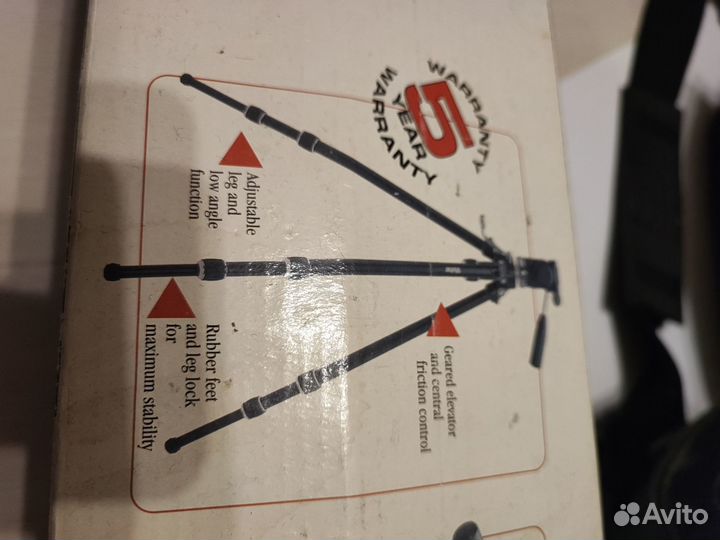 WARRANTY
5
YEAR
WARRANTY
Adjustable
leg and
low angle
function
Geared elevator
and central
friction control
Rubber feet
and leg lock
for
maximum stability
Avito